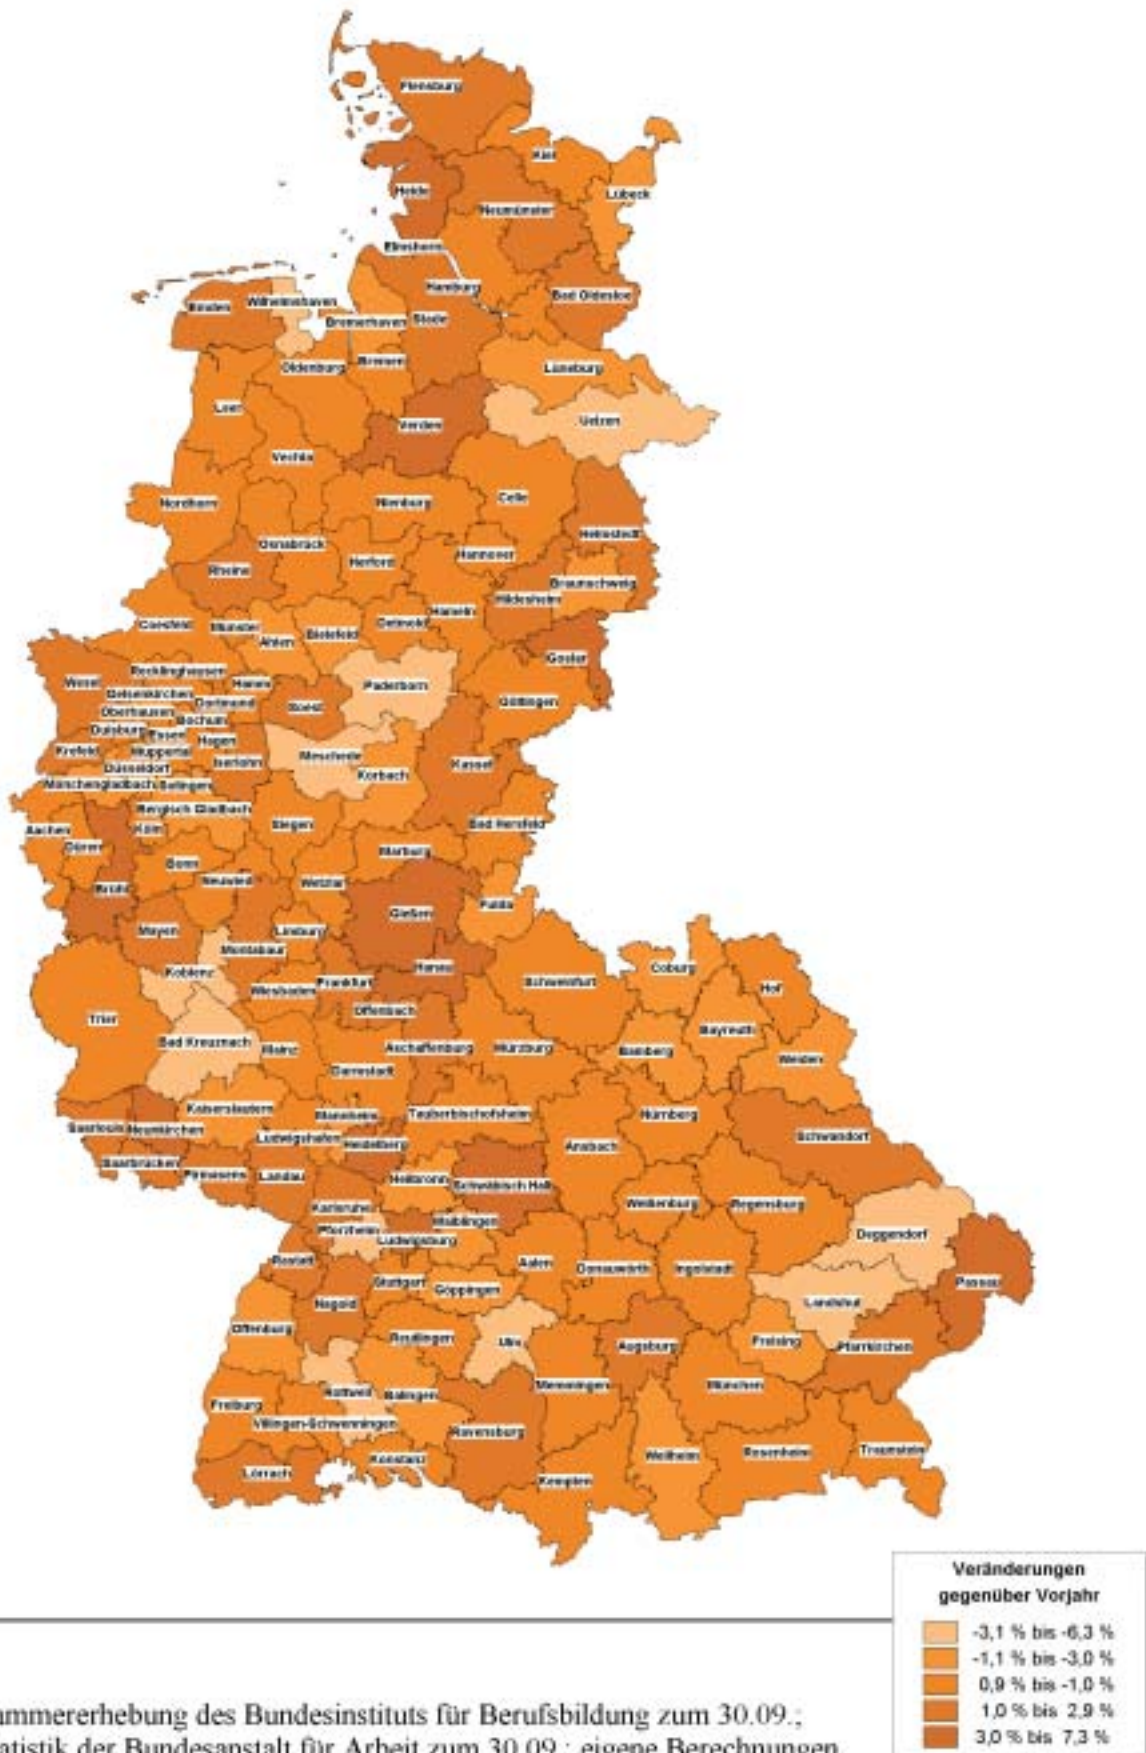 Flensburg
Kiel
Heide
Lübeck
Neumünster
Elmshorn
Hamburg
Bad Oldesloe
Emden
Wilhelmshaven
Bremerhaven
Stade
Oldenburg
Bremen
Lüneburg
Leer
Verden
Uelzen
Vechta
Nordhorn
Nienburg
Celle
Helmstedt
Osnabrück
Hannover
Herford
Rheine
Braunschweig
Hildesheim
Coesfeld
Münster
Ahlen
Bielefeld
Detmold
Hameln
Goslar
Recklinghausen
Wesel
Gelsenkirchen
Hamm
Paderborn
Oberhausen
Dortmund
Soest
Göttingen
Bochum
Duisburg
Essen
Hagen
Krefeld
Wuppertal
Iserlohn
Meschede
Kassel
Düsseldorf
Korbach
Mönchengladbach
Solingen
Bergisch Gladbach
Aachen
Köln
Siegen
Bad Hersfeld
Düren
Bonn
Marburg
Brühl
Neuwied
Wetzlar
Gießen
Fulda
Mayen
Limburg
Montabaur
Koblenz
Hanau
Coburg
Wiesbaden
Frankfurt
Schweinfurt
Hof
Offenbach
Trier
Bayreuth
Bad Kreuznach
Mainz
Aschaffenburg
Würzburg
Bamberg
Weiden
Darmstadt
Kaiserslautern
Mannheim
Tauberbischofsheim
Nürnberg
Saarlouis
Neunkirchen
Ludwigshafen
Heidelberg
Ansbach
Schwandorf
Saarbrücken
Pirmasens
Landau
Heilbronn
Schwäbisch Hall
Karlsruhe
Weißenburg
Regensburg
Pforzheim
Waiblingen
Ludwigsburg
Deggendorf
Rastatt
Aalen
Donauwörth
Ingolstadt
Stuttgart
Göppingen
Passau
Nagold
Landshut
Offenburg
Reutlingen
Ulm
Augsburg
Freising
Pfarrkirchen
Memmingen
München
Rottweil
Balingen
Freiburg
Villingen-Schwenningen
Ravensburg
Konstanz
Weilheim
Rosenheim
Traunstein
Lörrach
Kempten
Veränderungen
gegenüber Vorjahr
-3,1 % bis -6,3 %
-1,1 % bis -3,0 %
0,9 % bis -1,0 %
1,0 % bis 2,9 %
3,0 % bis 7,3 %
ummererhebung des Bundesinstituts für Berufsbildung zum 30.09.;
atistik der Bundesanstalt für Arbeit zum 30.09.; eigene Berechnungen